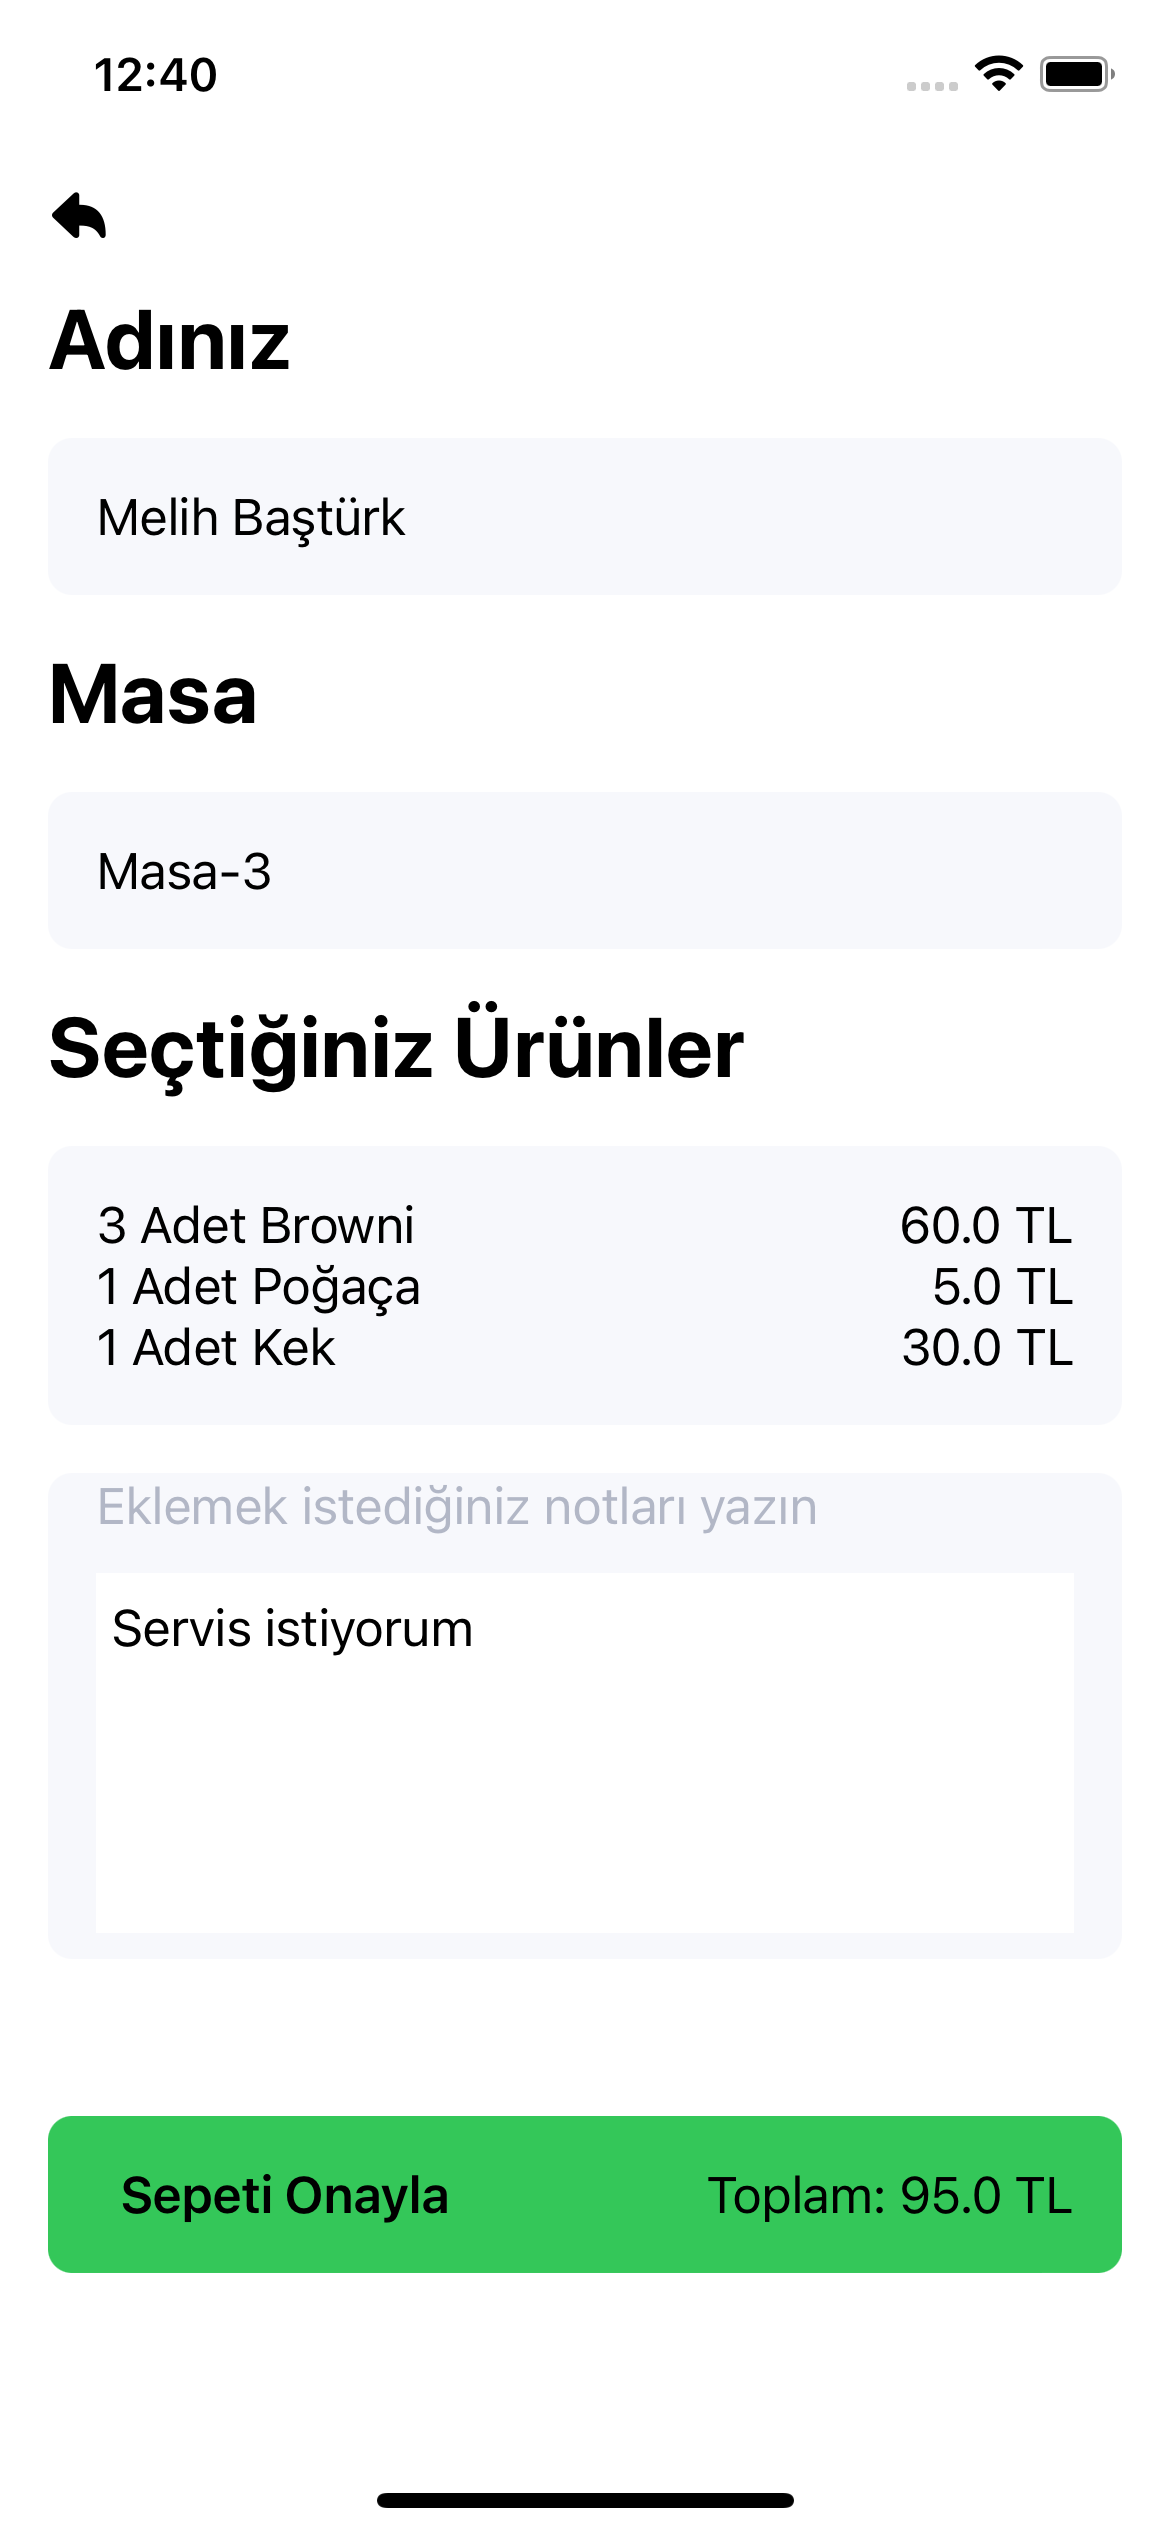 12:40
Adınız
Melih Baştürk
Masa
Masa-3
Seçtiğiniz Ürünler
3 Adet Browni 60.0 TL
1 Adet Poğaça 5.0 TL
1 Adet Kek 30.0 TL
Eklemek istediğiniz notları yazın
Servis istiyorum
Sepeti Onayla Toplam: 95.0 TL